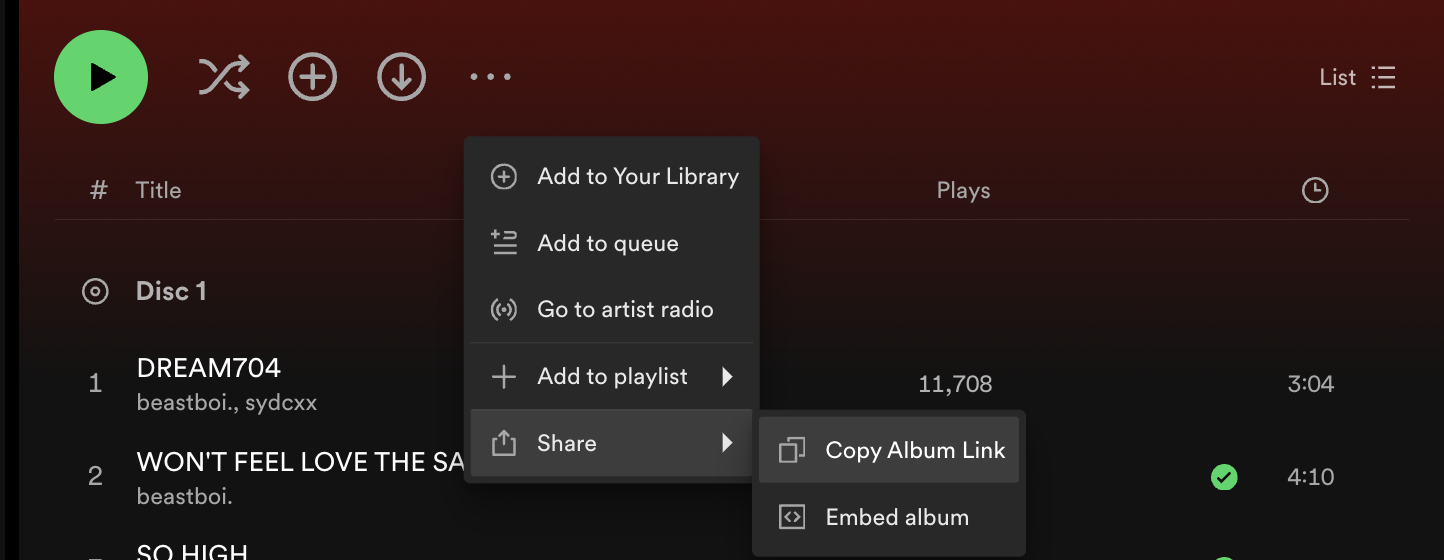 List
# Title Plays
Disc 1
1 DREAM704 11,708 3:04
beastboi., sydcxx
2 WON'T FEEL LOVE THE SA 4:10
beastboi.
SO HIGH
Add to Your Library
Add to queue
Go to artist radio
Add to playlist
Share
Copy Album Link
Embed album